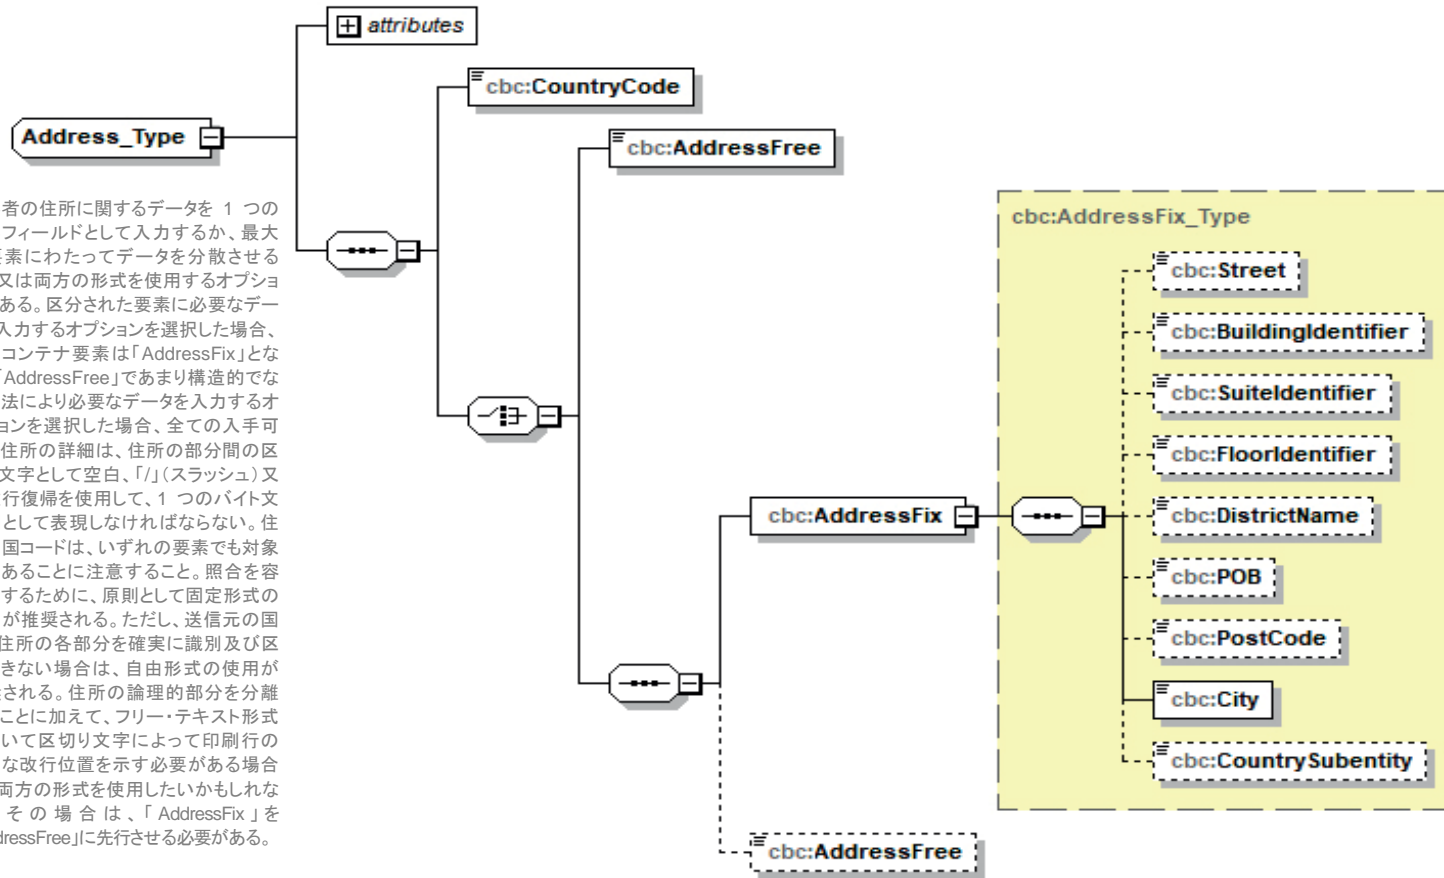 attributes
cbc:CountryCode
Address_Type
cbc:AddressFree
者の住所に関するデータを 1 つの
フィールドとして入力するか、最大
要素にわたってデータを分散させる
又は両方の形式を使用するオプショ
ある。区分された要素に必要なデー
入力するオプションを選択した場合、
コンテナ要素は「AddressFix」とな
「AddressFree」であまり構造的でな
法により必要なデータを入力するオ
ョンを選択した場合、全ての入手可
住所の詳細は、住所の部分間の区
文字として空白、「/」(スラッシュ)又
行復帰を使用して、1 つのバイト文
として表現しなければならない。住
国コードは、いずれの要素でも対象
あることに注意すること。照合を容
するために、原則として固定形式の
が推奨される。ただし、送信元の国
住所の各部分を確実に識別及び区
きない場合は、自由形式の使用が
される。住所の論理的部分を分離
ことに加えて、フリー・テキスト形式
いて区切り文字によって印刷行の
な改行位置を示す必要がある場合
両方の形式を使用したいかもしれな
その場合は、「AddressFix」を
dressFree」に先行させる必要がある。
cbc:AddressFix_Type
cbc:Street
cbc:BuildingIdentifier
cbc:SuiteIdentifier
cbc:FloorIdentifier
cbc:DistrictName
cbc:AddressFix
cbc:POB
cbc:PostCode
cbc:City
cbc:CountrySubentity
cbc:AddressFree